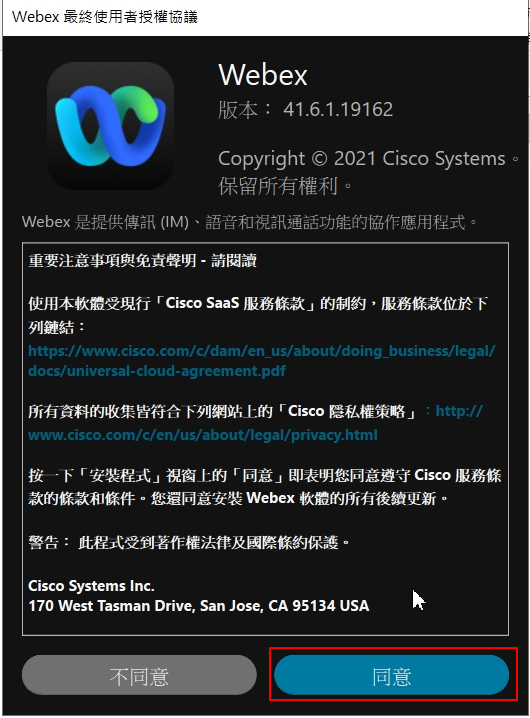 Webex 最終使用者授權協議
Webex
版本： 41.6.1.19162
Copyright © 2021 Cisco Systems。
保留所有權利。
Webex 是提供傳訊 (IM)、語音和視訊通話功能的協作應用程式。
重要注意事項與免責聲明 - 請閱讀
使用本軟體受現行「Cisco SaaS 服務條款」的制約，服務條款位於下
列鏈結：
https://www.cisco.com/c/dam/en_us/about/doing_business/legal/
docs/universal-cloud-agreement.pdf
所有資料的收集皆符合下列網站上的「Cisco 隱私權策略」：http://
www.cisco.com/c/en/us/about/legal/privacy.html
按一下「安裝程式」視窗上的「同意」即表明您同意遵守 Cisco 服務條
款的條款和條件。您還同意安裝 Webex 軟體的所有後續更新。
警告： 此程式受到著作權法律及國際條約保護。
Cisco Systems Inc.
170 West Tasman Drive, San Jose, CA 95134 USA
不同意
同意